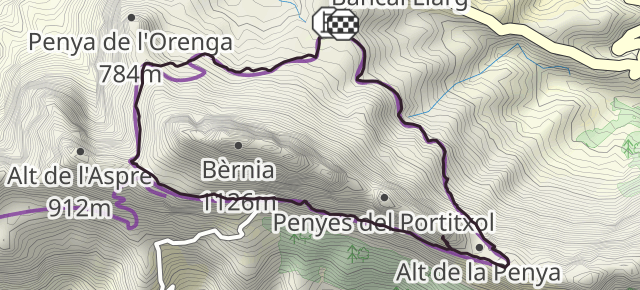 Bancal Llarg
Penya de l'Orenga
784m
Bèrnia
1126m
Alt de l'Aspre
912m
Penyes del Portitxol
Alt de la Penya